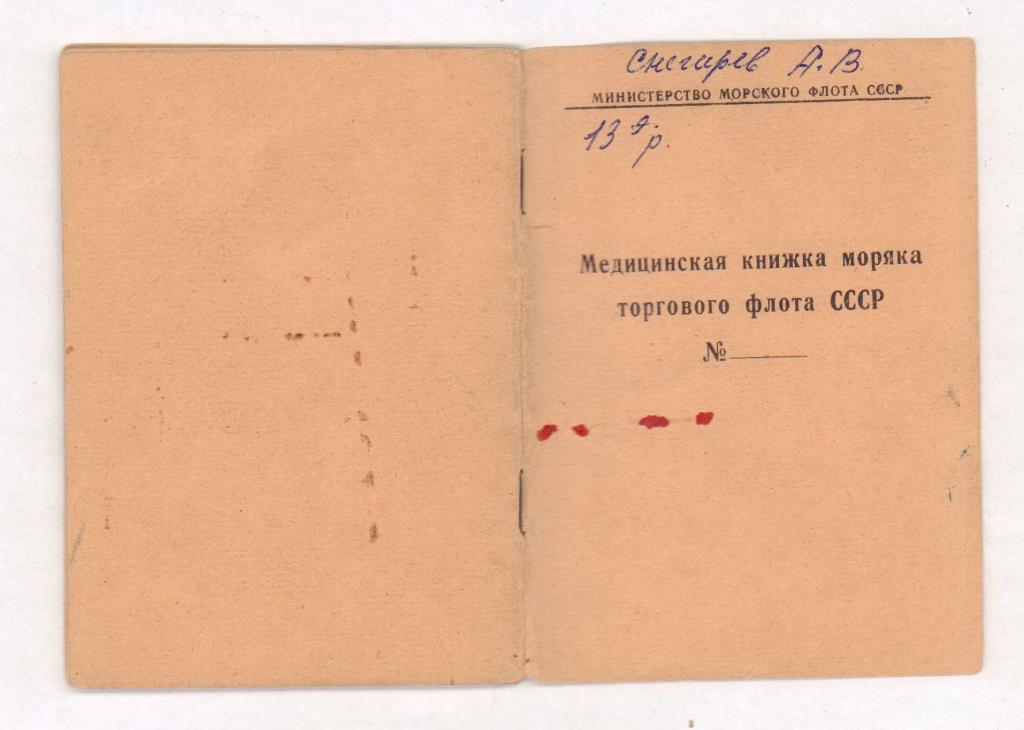 Снегирев А. В.
МИНИСТЕРСТВО МОРСКОГО ФЛОТА СССР
13 р.
Медицинская книжка моряка
торгового флота СССР
№